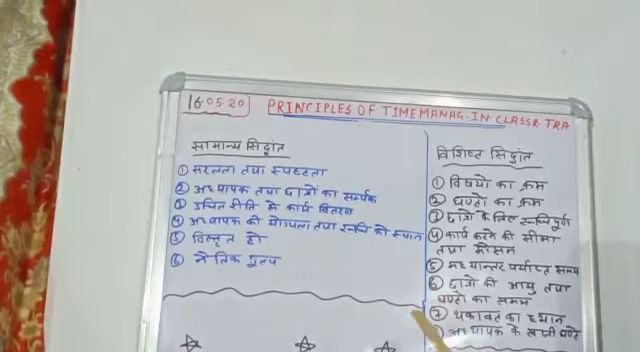 16.05.20
PRINCIPLES OF TIME MANAG. IN CLASSR. TRA
सामान्य सिद्धांत
① सरलता तथा स्पष्टता
② अध्यापक तथा छात्रों का सम्पर्क
③ उचित रीति से कार्य वितरण
④ अध्यापक की योग्यता तथा रुचि को स्थान
⑤ विस्तृत हो
⑥ नैतिक मूल्य
विशिष्ट सिद्धांत
① विषयो का क्रम
② घण्टो का क्रम
③ छात्रो के लिए रूचिपूर्ण
④ कार्य करने की सीमा
तथा मौसम
⑤ मध्यान्तर पर्याप्त समय
⑥ छात्रो की आयु तथा
घण्टो का समय
⑦ थकावट का ध्यान
अध्यापक के खाली घण्टे